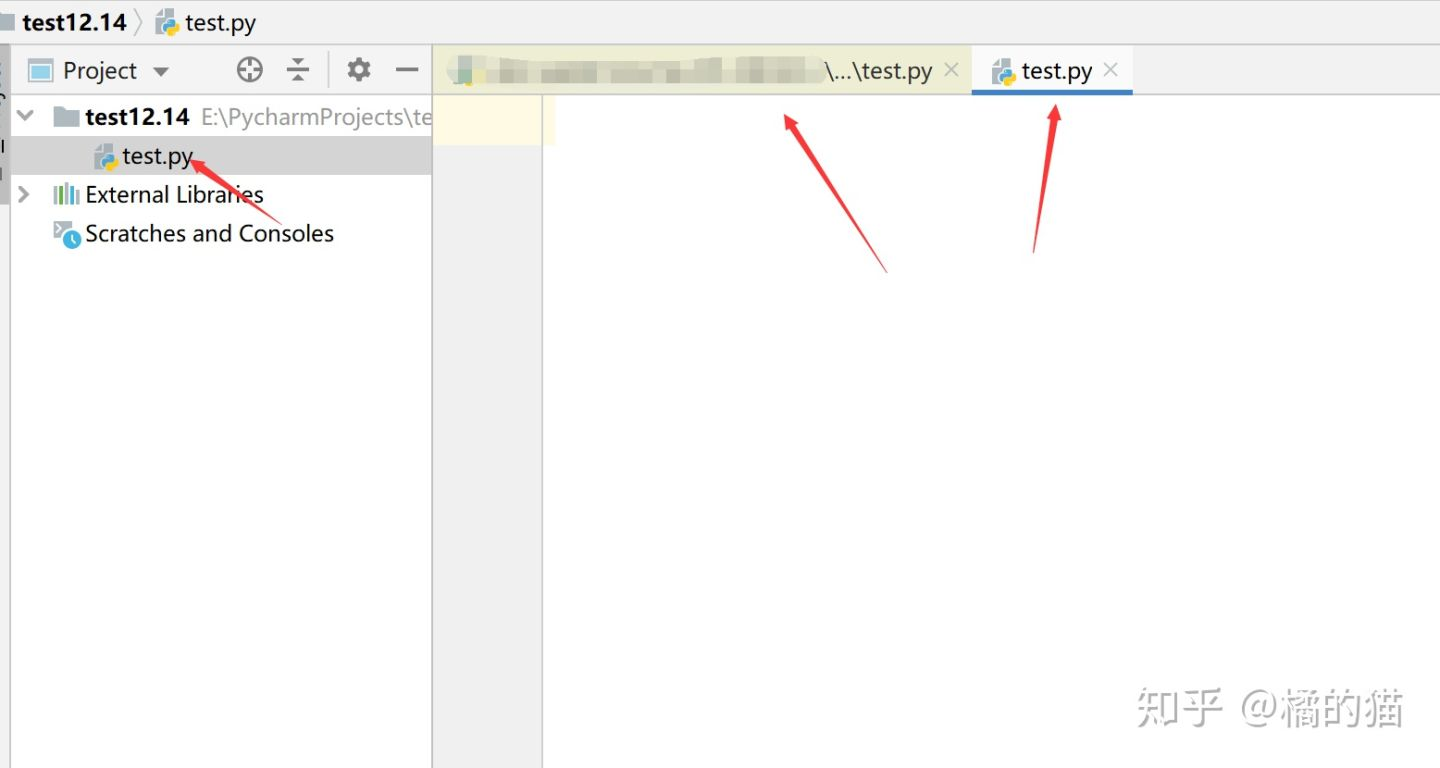 test12.14 test.py
Project
\...\test.py
test.py
test12.14 E:\PycharmProjects\te
test.py
External Libraries
Scratches and Consoles
知乎 @橘的猫